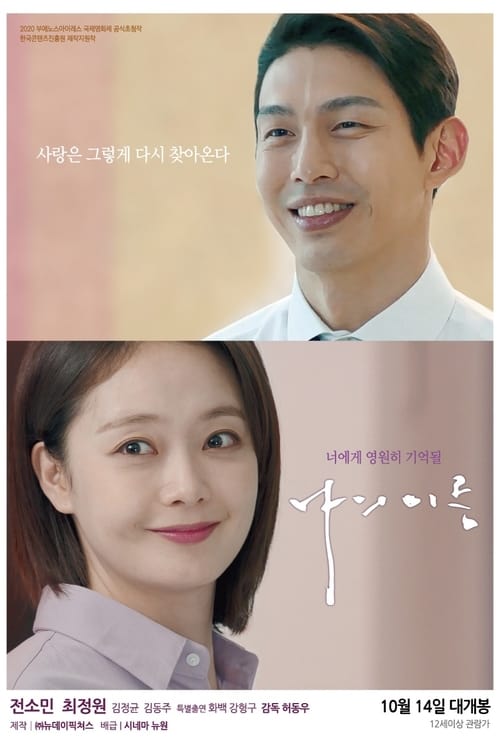 2020 부에노스아이레스 국제영화제 공식초청작
한국콘텐츠진흥원 제작지원작
사랑은 그렇게 다시 찾아온다
너에게 영원히 기억될
나의 이름
전소민 최정원 김정균 김동주 특별출연 화백 강형구 감독 허동우
10월 14일 대개봉
제작 | ㈜뉴데이픽쳐스 배급 | 시네마 뉴원
12세이상 관람가